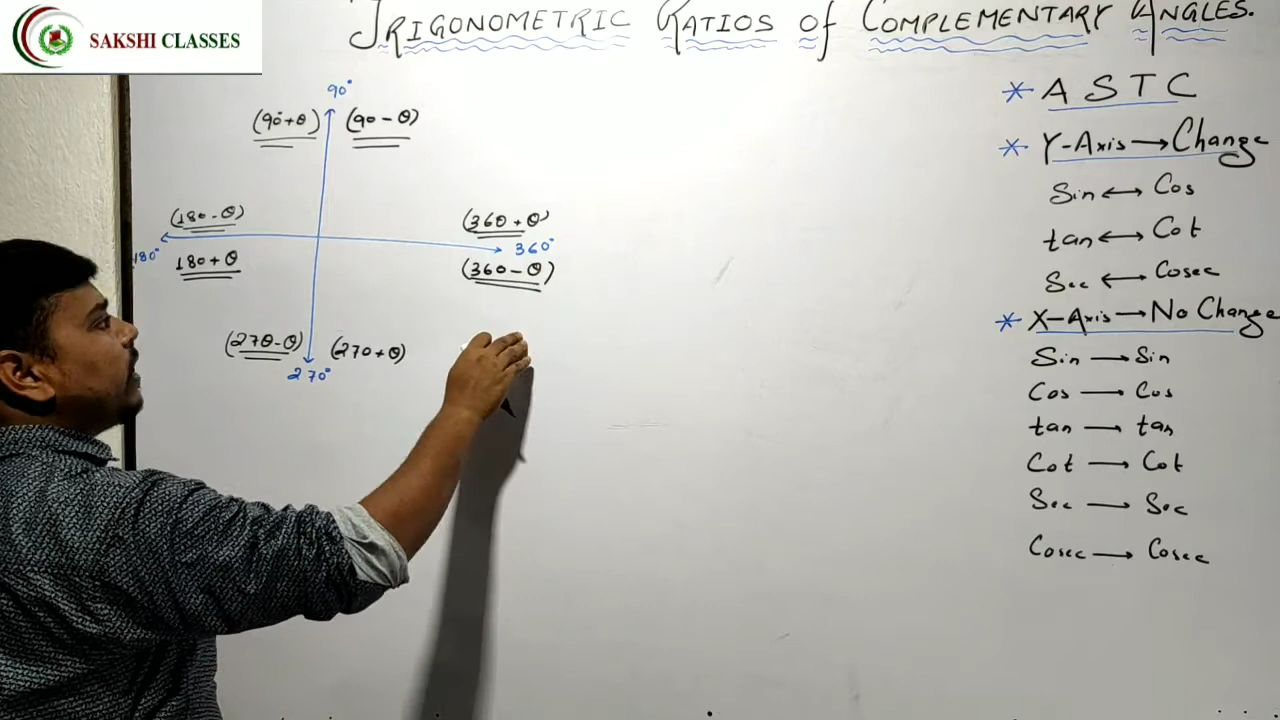 SAKSHI CLASSES
TRIGONOMETRIC RATIOS of COMPLEMENTARY ANGLES.
90°
(90+θ) (90-θ)
(180-θ)
180°
180+θ
(360+θ)
360°
(360-θ)
(270-θ) (270+θ)
270°
* A S T C
* Y-Axis → Change
Sin ↔ Cos
tan ↔ Cot
Sec ↔ Cosec
* X-Axis → No Change
Sin → Sin
Cos → Cos
tan → tan
Cot → Cot
Sec → Sec
Cosec → Cosec